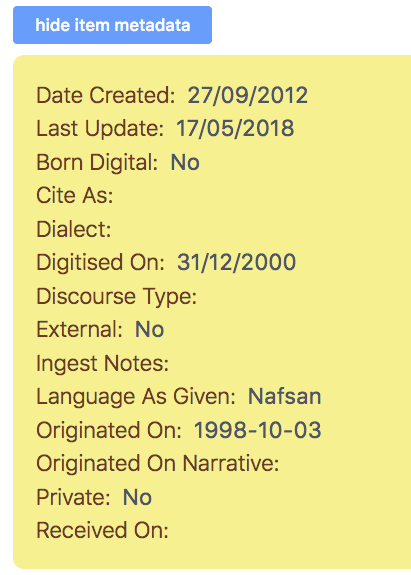 hide item metadata
Date Created: 27/09/2012
Last Update: 17/05/2018
Born Digital: No
Cite As:
Dialect:
Digitised On: 31/12/2000
Discourse Type:
External: No
Ingest Notes:
Language As Given: Nafsan
Originated On: 1998-10-03
Originated On Narrative:
Private: No
Received On: